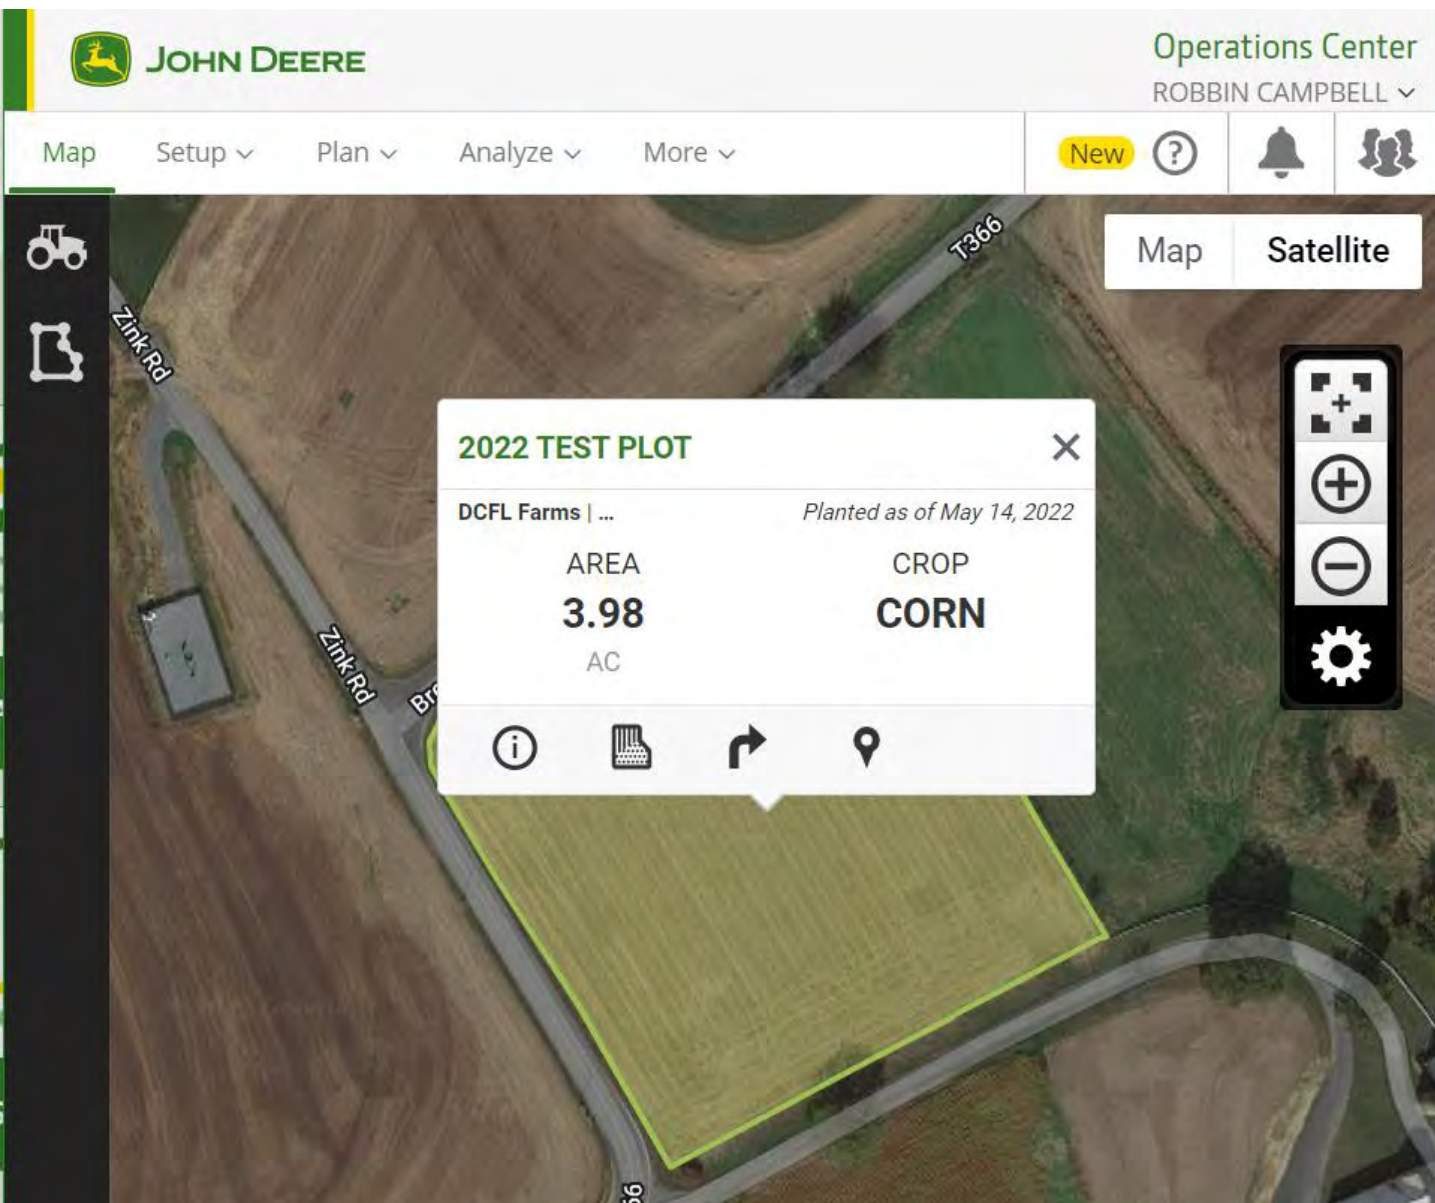 JOHN DEERE
Operations Center
ROBBIN CAMPBELL
Map Setup Plan Analyze More New ?
Map Satellite
T366
Zink Rd
2022 TEST PLOT
DCFL Farms | ...
Planted as of May 14, 2022
AREA CROP
3.98 CORN
AC
Zink Rd